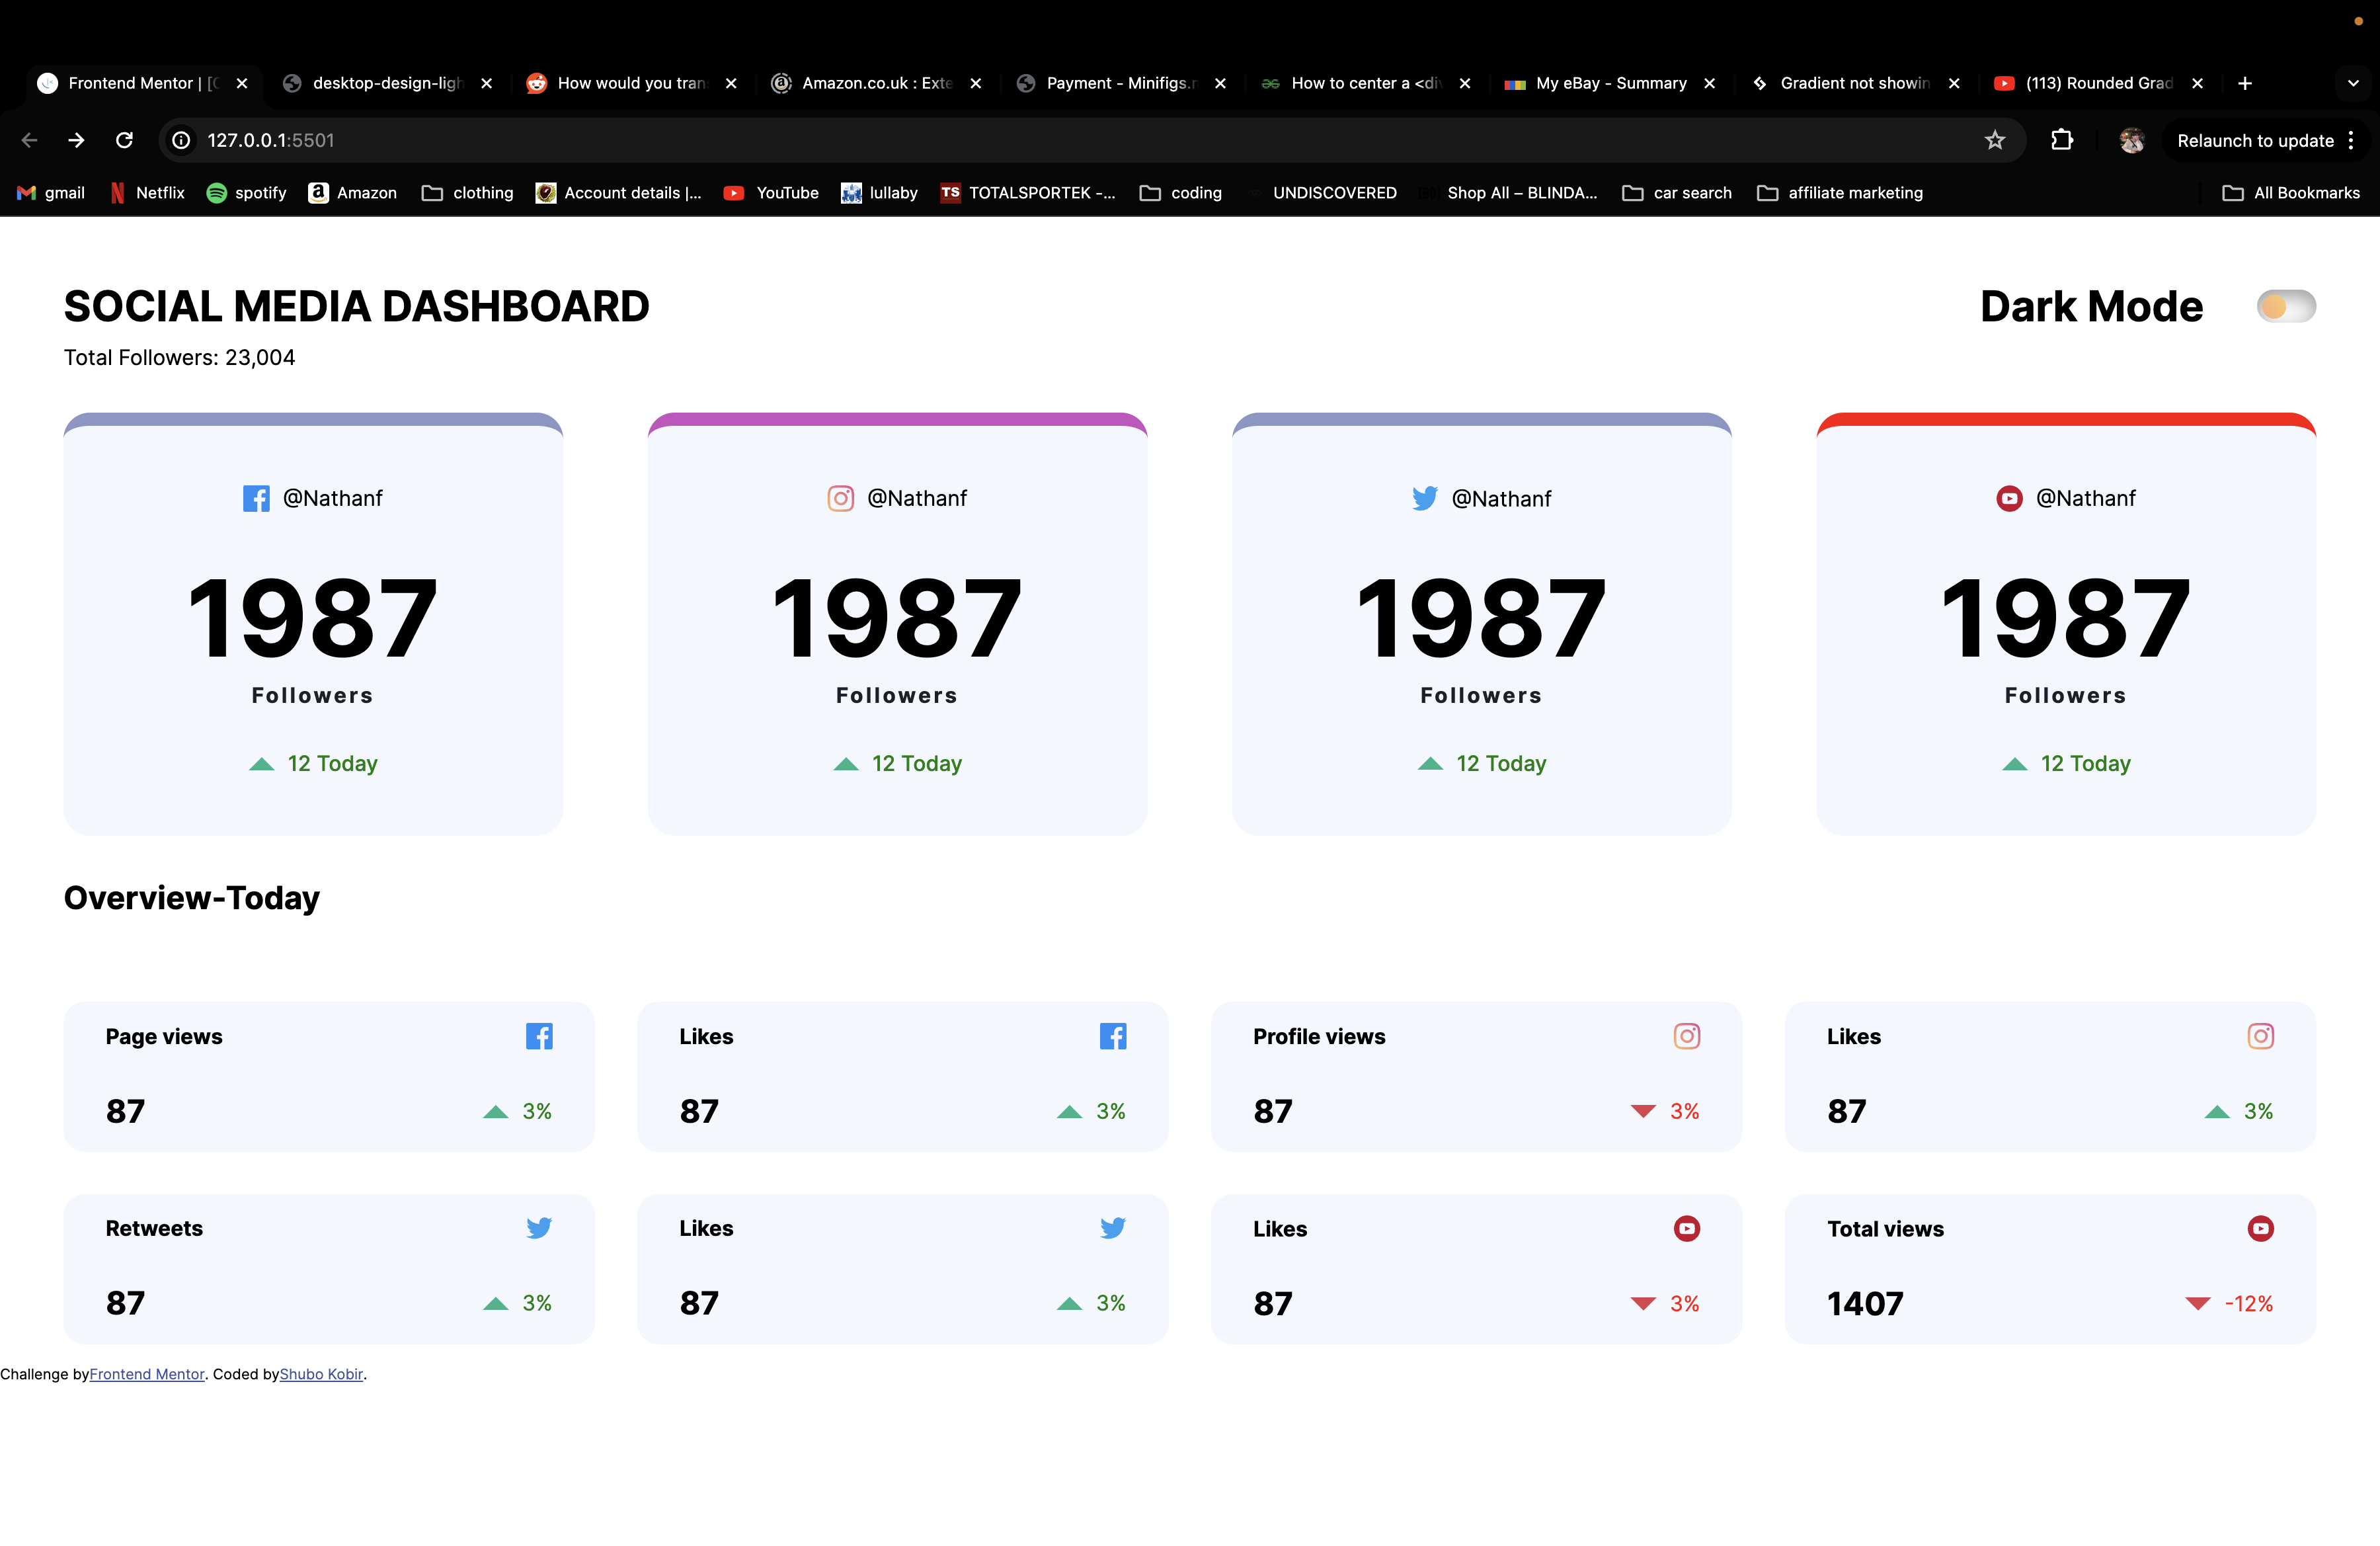 Frontend Mentor | [C
desktop-design-ligh
How would you tran
Amazon.co.uk : Exte
Payment - Minifigs.m
How to center a <div
My eBay - Summary
Gradient not showin
(113) Rounded Grad
127.0.0.1:5501
Relaunch to update
gmail
Netflix
spotify
Amazon
clothing
Account details |...
YouTube
lullaby
TS TOTALSPORTEK -...
coding
UNDISCOVERED
Shop All – BLINDA...
car search
affiliate marketing
All Bookmarks
SOCIAL MEDIA DASHBOARD
Dark Mode
Total Followers: 23,004
@Nathanf
1987
Followers
12 Today
@Nathanf
1987
Followers
12 Today
@Nathanf
1987
Followers
12 Today
@Nathanf
1987
Followers
12 Today
Overview-Today
Page views
87
3%
Likes
87
3%
Profile views
87
3%
Likes
87
3%
Retweets
87
3%
Likes
87
3%
Likes
87
3%
Total views
1407
-12%
Challenge byFrontend Mentor. Coded byShubo Kobir.